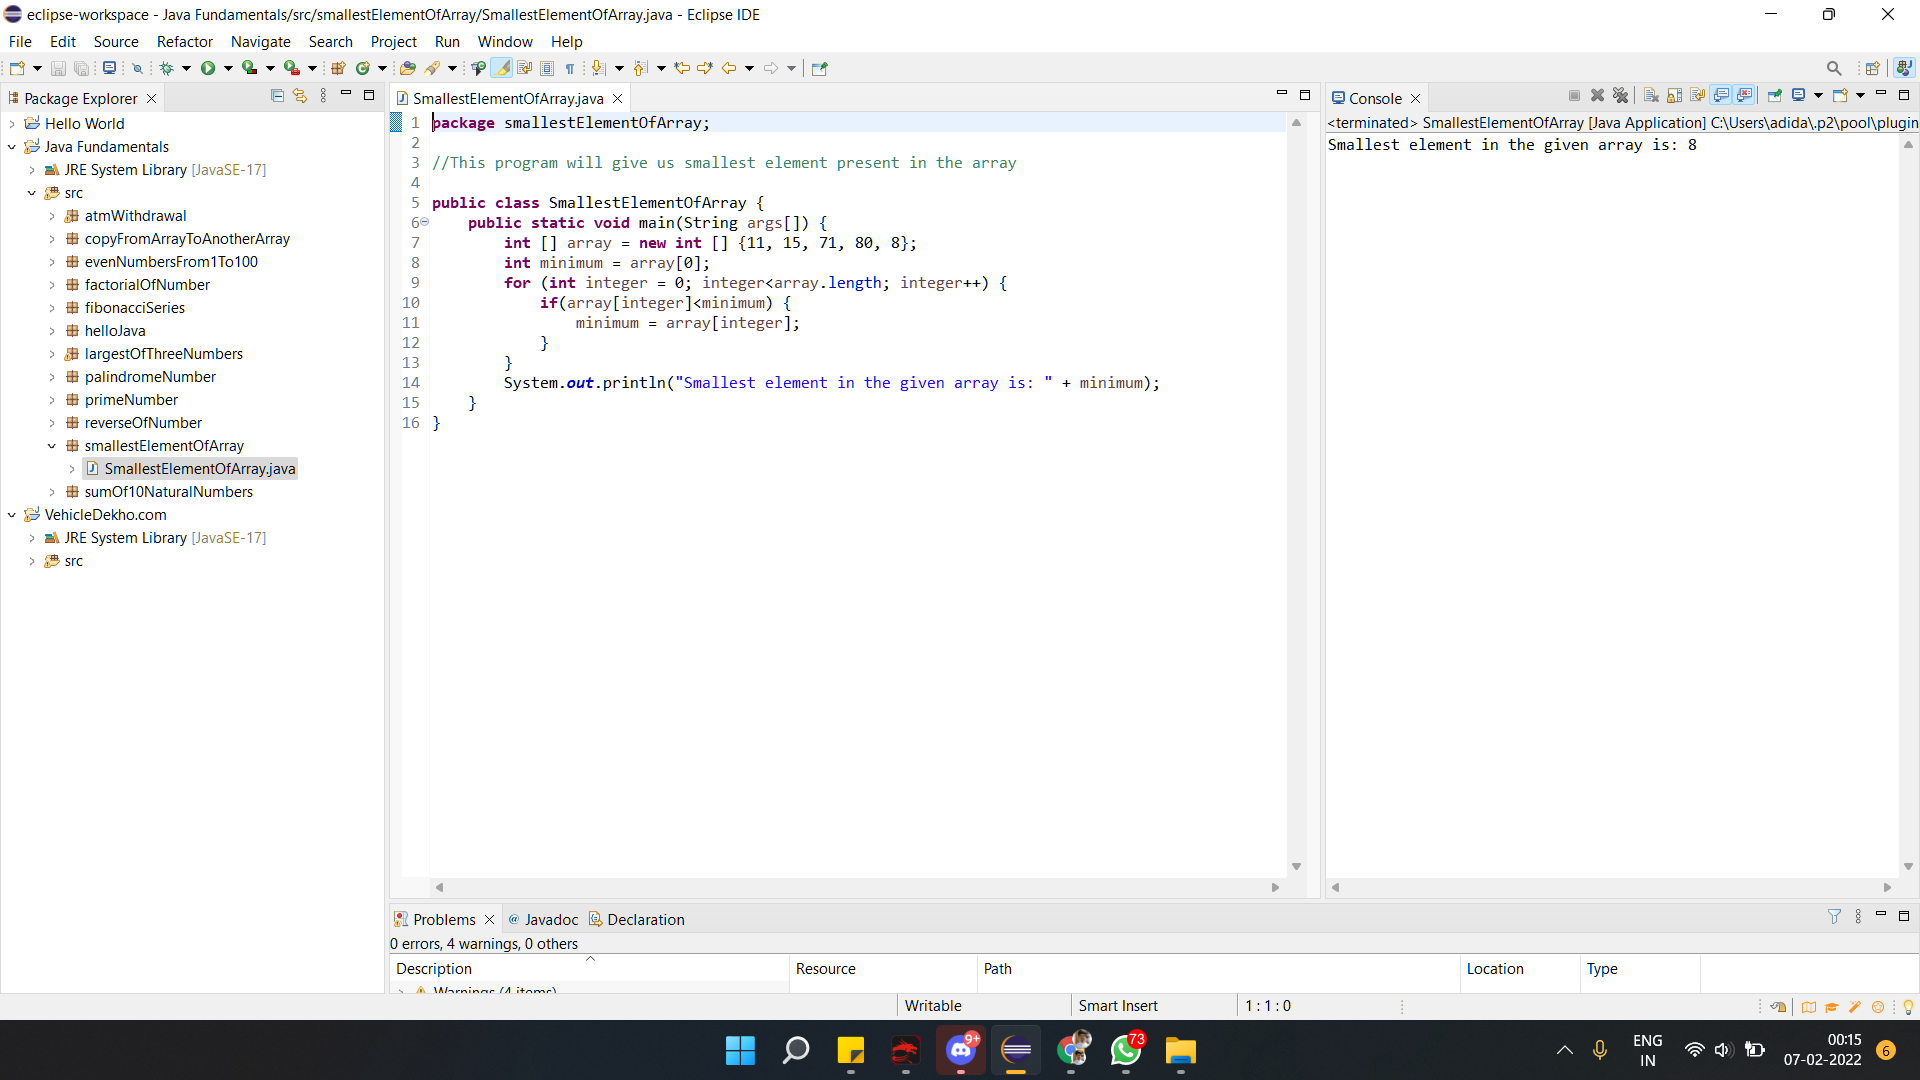 eclipse-workspace - Java Fundamentals/src/smallestElementOfArray/SmallestElementOfArray.java - Eclipse IDE
File Edit Source Refactor Navigate Search Project Run Window Help
Package Explorer
Hello World
Java Fundamentals
JRE System Library [JavaSE-17]
src
atmWithdrawal
copyFromArrayToAnotherArray
evenNumbersFrom1To100
factorialOfNumber
fibonacciSeries
helloJava
largestOfThreeNumbers
palindromeNumber
primeNumber
reverseOfNumber
smallestElementOfArray
SmallestElementOfArray.java
sumOf10NaturalNumbers
VehicleDekho.com
JRE System Library [JavaSE-17]
src
SmallestElementOfArray.java
1 package smallestElementOfArray;
2
3 //This program will give us smallest element present in the array
4
5 public class SmallestElementOfArray {
6 public static void main(String args[]) {
7 int [] array = new int [] {11, 15, 71, 80, 8};
8 int minimum = array[0];
9 for (int integer = 0; integer<array.length; integer++) {
10 if(array[integer]<minimum) {
11 minimum = array[integer];
12 }
13 }
14 System.out.println("Smallest element in the given array is: " + minimum);
15 }
16 }
Console
<terminated> SmallestElementOfArray [Java Application] C:\Users\adida\.p2\pool\plugin
Smallest element in the given array is: 8
Problems @ Javadoc Declaration
0 errors, 4 warnings, 0 others
Description Resource Path Location Type
Warnings (4 items)
Writable Smart Insert 1 : 1 : 0
9+
73
ENG
IN
00:15
07-02-2022
6